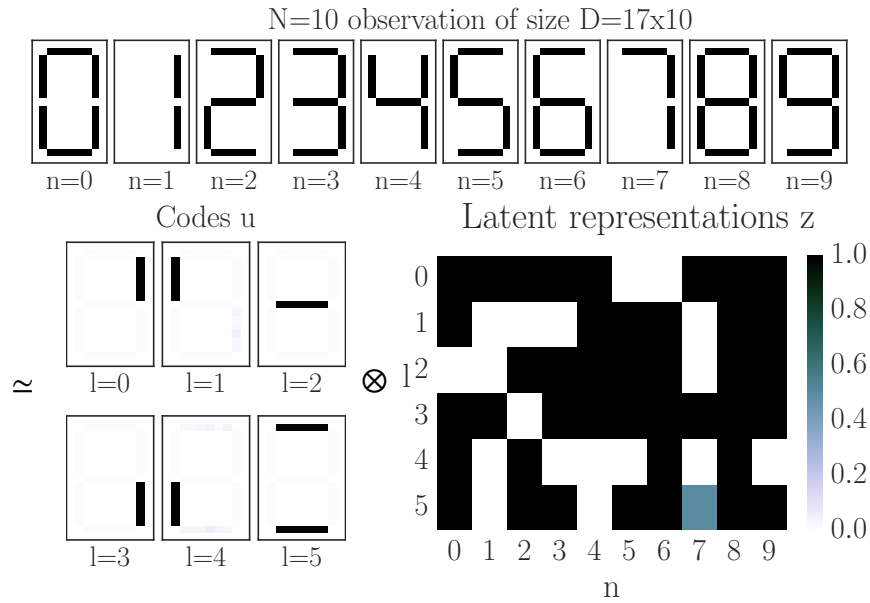 N=10 observation of size D=17x10
n=0 n=1 n=2 n=3 n=4 n=5 n=6 n=7 n=8 n=9
Codes u
l=0 l=1 l=2
≃
l=3 l=4 l=5
⊗
Latent representations z
0
1
l 2
3
4
5
0 1 2 3 4 5 6 7 8 9
n
1.0
0.8
0.6
0.4
0.2
0.0